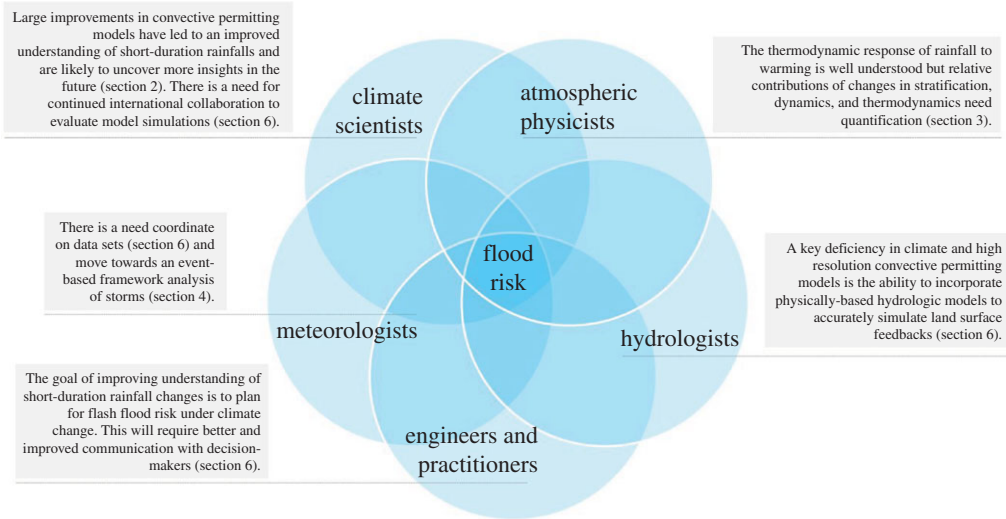 Large improvements in convective permitting
models have led to an improved
understanding of short-duration rainfalls and
are likely to uncover more insights in the
future (section 2). There is a need for
continued international collaboration to
evaluate model simulations (section 6).
climate
scientists
atmospheric
physicists
The thermodynamic response of rainfall to
warming is well understood but relative
contributions of changes in stratification,
dynamics, and thermodynamics need
quantification (section 3).
There is a need coordinate
on data sets (section 6) and
move towards an event-
based framework analysis
of storms (section 4).
meteorologists
flood
risk
hydrologists
A key deficiency in climate and high
resolution convective permitting
models is the ability to incorporate
physically-based hydrologic models to
accurately simulate land surface
feedbacks (section 6).
The goal of improving understanding of
short-duration rainfall changes is to plan
for flash flood risk under climate
change. This will require better and
improved communication with decision-
makers (section 6).
engineers and
practitioners